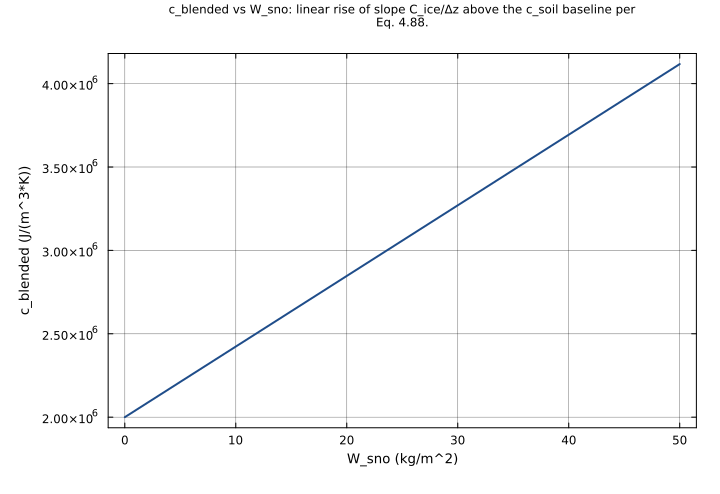 c_blended vs W_sno: linear rise of slope C_ice/Δz above the c_soil baseline per
Eq. 4.88.
c_blended (J/(m^3*K))
4.00×10⁶
3.50×10⁶
3.00×10⁶
2.50×10⁶
2.00×10⁶
0 10 20 30 40 50
W_sno (kg/m^2)